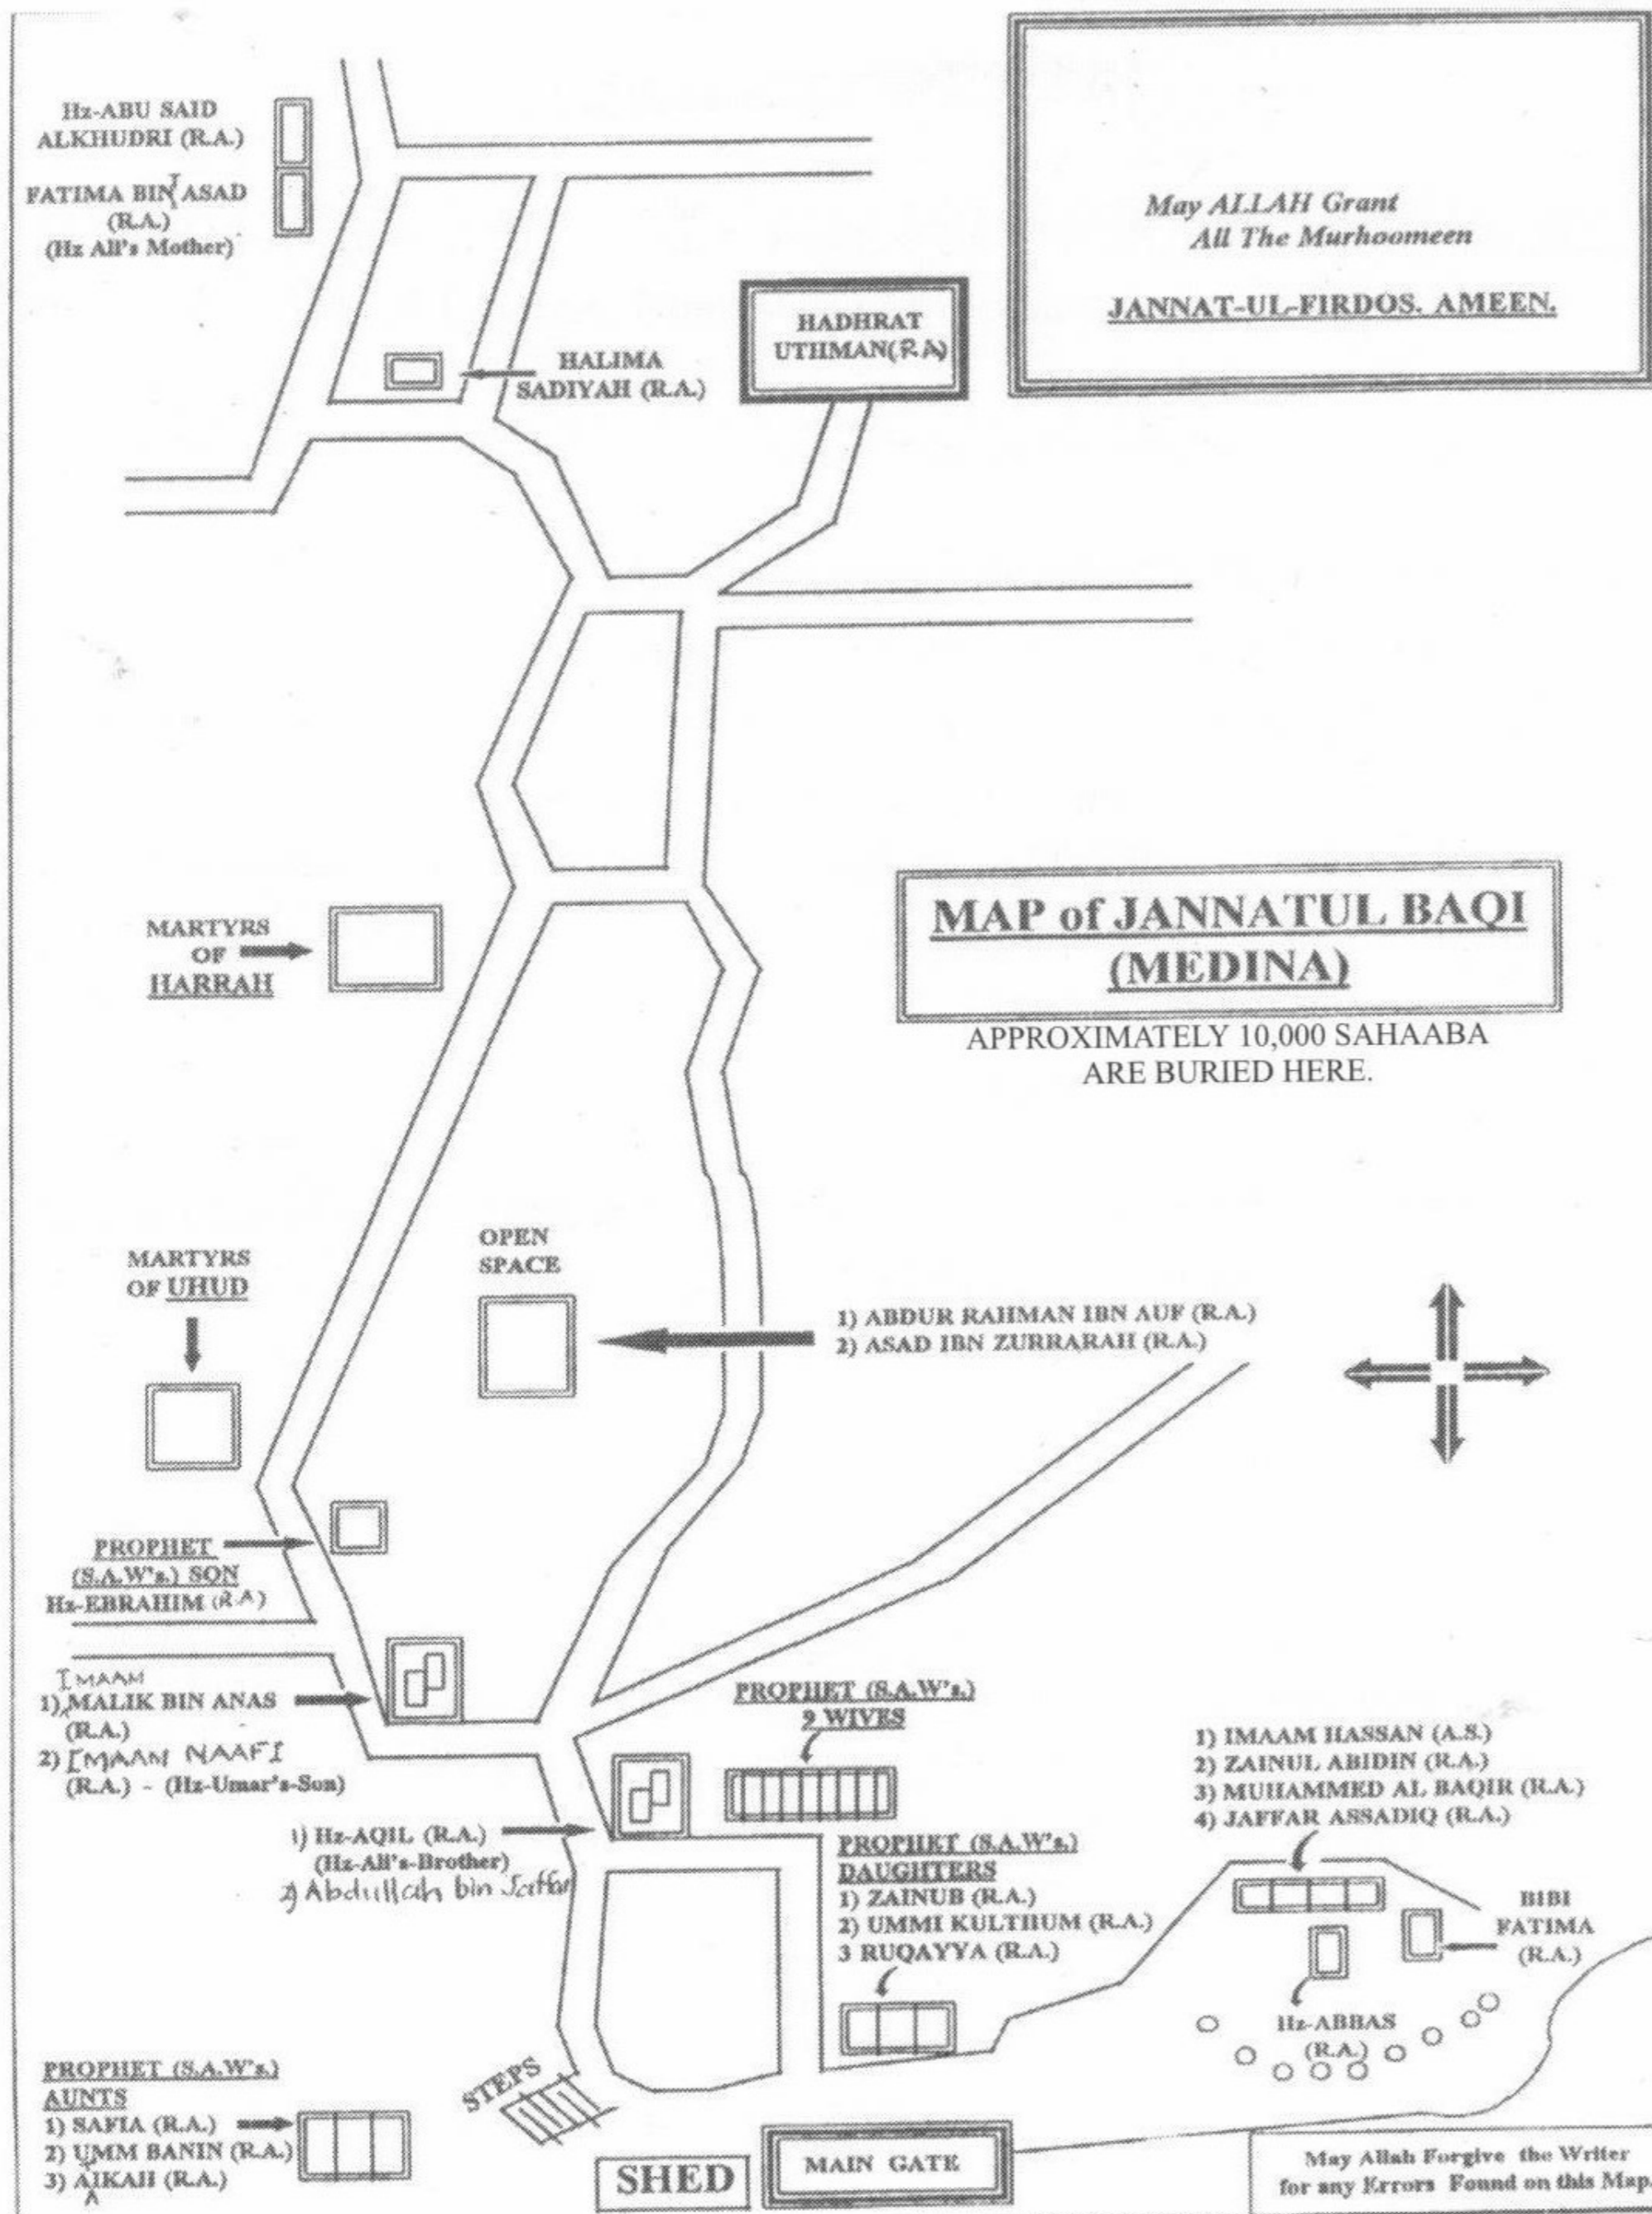 Hz-ABU SAID
ALKHUDRI (R.A.)
FATIMA BINT ASAD
(R.A.)
(Hz Ali's Mother)
May ALLAH Grant
All The Murhoomeen
JANNAT-UL-FIRDOS. AMEEN.
HADHRAT
UTHMAN(R.A)
HALIMA
SADIYAH (R.A.)
MAP of JANNATUL BAQI
(MEDINA)
APPROXIMATELY 10,000 SAHAABA
ARE BURIED HERE.
MARTYRS
OF
HARRAH
MARTYRS
OF UHUD
OPEN
SPACE
1) ABDUR RAHMAN IBN AUF (R.A.)
2) ASAD IBN ZURRARAH (R.A.)
PROPHET
(S.A.W's.) SON
Hz-EBRAHIM (R.A)
IMAAM
1) MALIK BIN ANAS
(R.A.)
2) IMAAM NAAFI
(R.A.) - (Hz-Umar's-Son)
PROPHET (S.A.W's.)
9 WIVES
1) Hz-AQIL (R.A.)
(Hz-Ali's-Brother)
2) Abdullah bin Jaffar
PROPHET (S.A.W's.)
DAUGHTERS
1) ZAINUB (R.A.)
2) UMMI KULTHUM (R.A.)
3 RUQAYYA (R.A.)
1) IMAAM HASSAN (A.S.)
2) ZAINUL ABIDIN (R.A.)
3) MUHAMMED AL BAQIR (R.A.)
4) JAFFAR ASSADIQ (R.A.)
BIBI
FATIMA
(R.A.)
Hz-ABBAS
(R.A.)
PROPHET (S.A.W's.)
AUNTS
1) SAFIA (R.A.)
2) UMM BANIN (R.A.)
3) AIKAH (R.A.)
STEPS
SHED
MAIN GATE
May Allah Forgive the Writer
for any Errors Found on this Map.